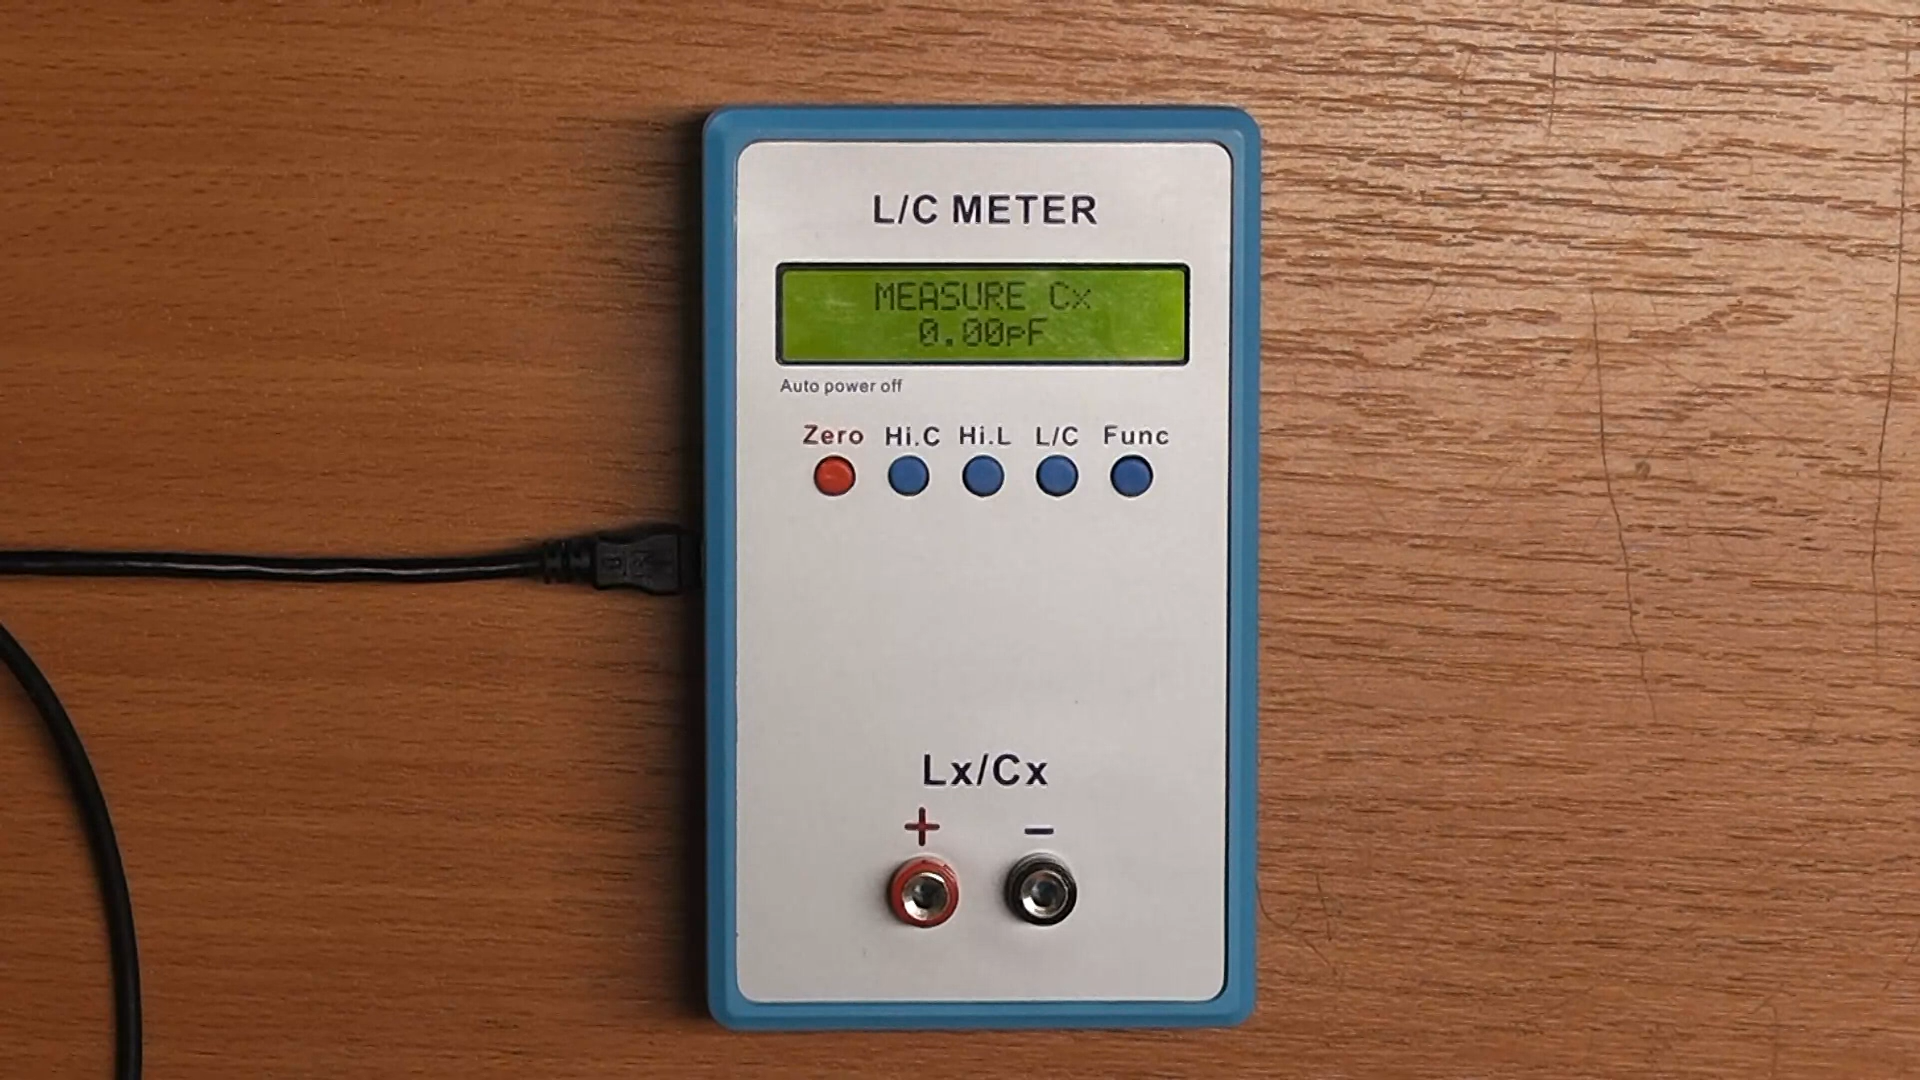 L/C METER
MEASURE Cx
0.00pF
Auto power off
Zero Hi.C Hi.L L/C Func
Lx/Cx
+ −